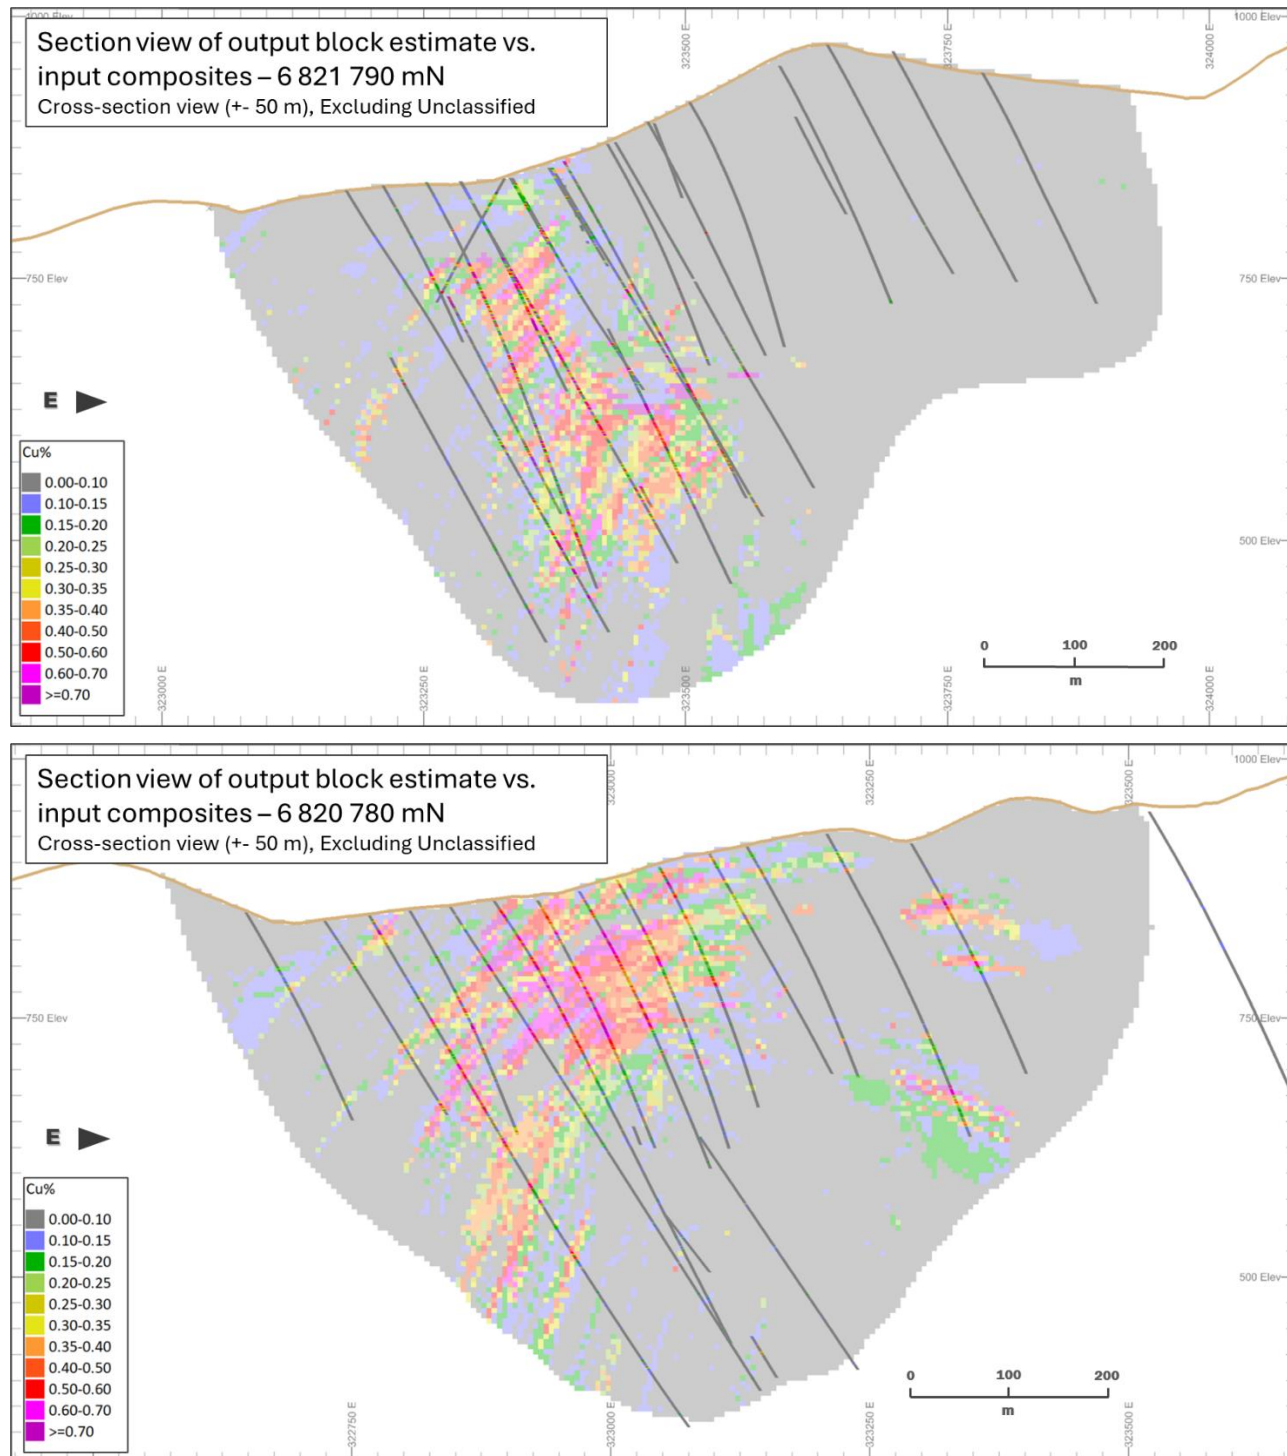 1000 Elev
1000 Elev
Section view of output block estimate vs.
input composites – 6 821 790 mN
Cross-section view (+- 50 m), Excluding Unclassified
323500 E
323750 E
324000 E
750 Elev
750 Elev
E
Cu%
0.00-0.10
0.10-0.15
0.15-0.20
0.20-0.25
0.25-0.30
0.30-0.35
0.35-0.40
0.40-0.50
0.50-0.60
0.60-0.70
>=0.70
500 Elev
0 100 200
m
323000 E
323250 E
323500 E
323750 E
324000 E
Section view of output block estimate vs.
input composites – 6 820 780 mN
Cross-section view (+- 50 m), Excluding Unclassified
323000 E
323250 E
323500 E
1000 Elev
750 Elev
750 Elev
E
Cu%
0.00-0.10
0.10-0.15
0.15-0.20
0.20-0.25
0.25-0.30
0.30-0.35
0.35-0.40
0.40-0.50
0.50-0.60
0.60-0.70
>=0.70
500 Elev
0 100 200
m
322750 E
323000 E
323250 E
323500 E